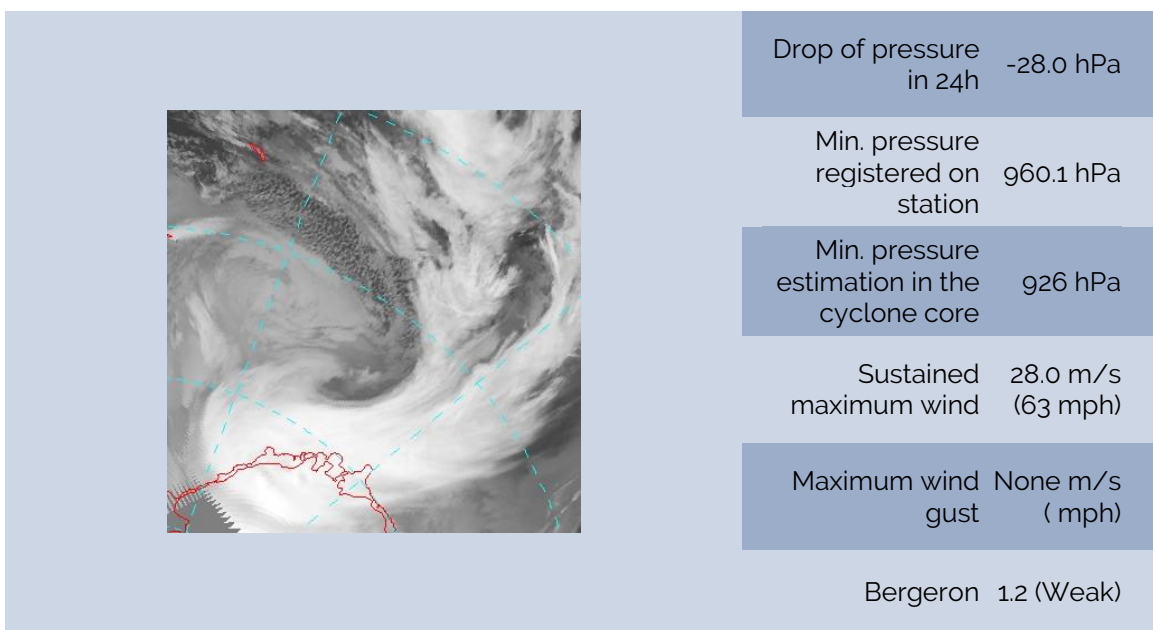 Drop of pressure
in 24h
-28.0 hPa
Min. pressure
registered on
station
960.1 hPa
Min. pressure
estimation in the
cyclone core
926 hPa
Sustained
maximum wind
28.0 m/s
(63 mph)
Maximum wind
gust
None m/s
( mph)
Bergeron
1.2 (Weak)